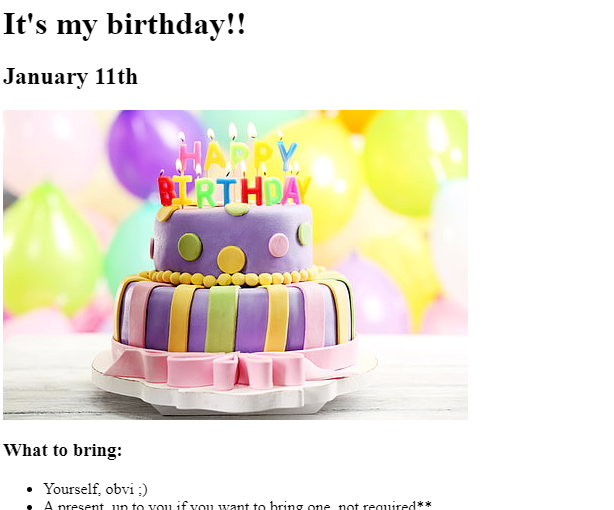 It's my birthday!!
January 11th
HAPPY
BIRTHDAY
What to bring:
Yourself, obvi ;)
A present, up to you if you want to bring one, not required**